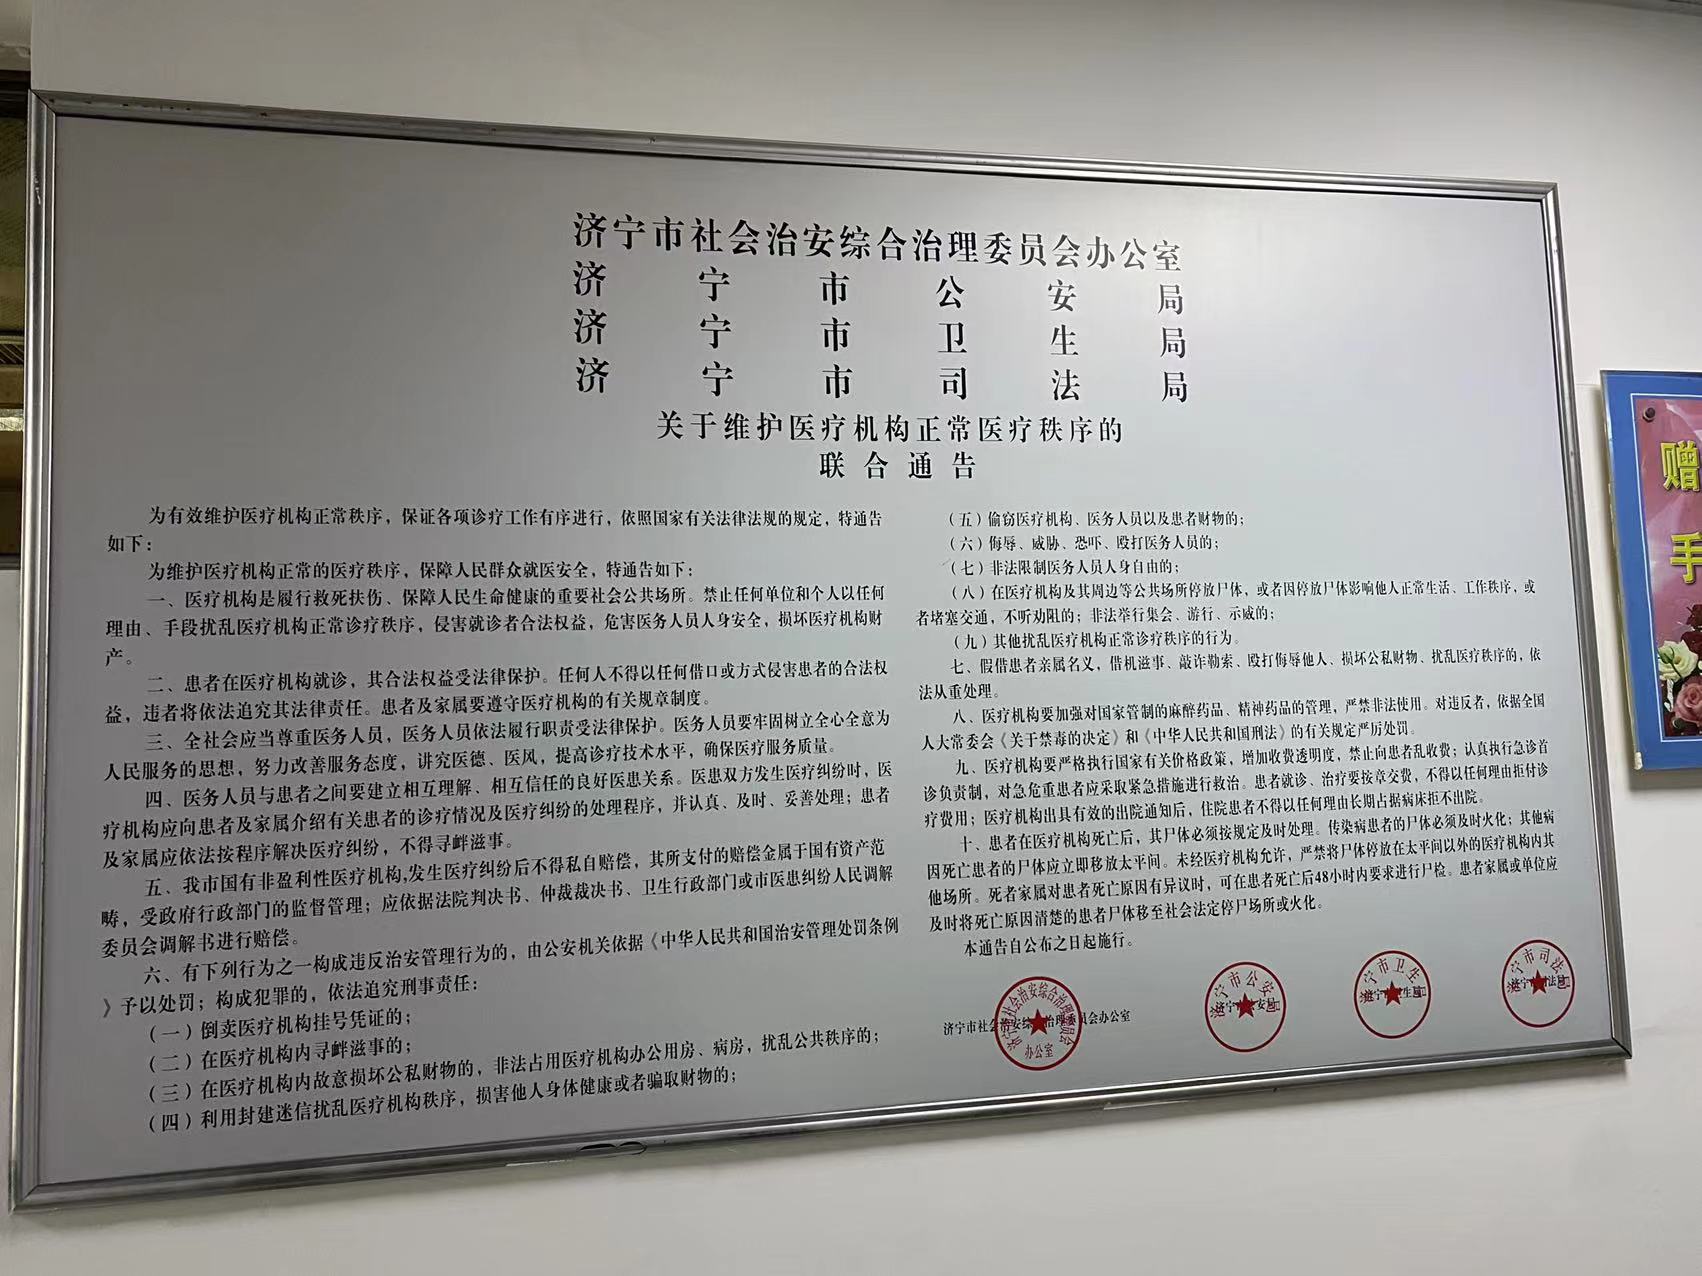 济宁市社会治安综合治理委员会办公室
济宁市公安局
济宁市卫生局
济宁市司法局
关于维护医疗机构正常医疗秩序的
联合通告
为有效维护医疗机构正常秩序，保证各项诊疗工作有序进行，依照国家有关法律法规的规定，特通告
如下：
为维护医疗机构正常的医疗秩序，保障人民群众就医安全，特通告如下：
一、医疗机构是履行救死扶伤、保障人民生命健康的重要社会公共场所。禁止任何单位和个人以任何
理由、手段扰乱医疗机构正常诊疗秩序，侵害就诊者合法权益，危害医务人员人身安全，损坏医疗机构财
产。
二、患者在医疗机构就诊，其合法权益受法律保护。任何人不得以任何借口或方式侵害患者的合法权
益，违者将依法追究其法律责任。患者及家属要遵守医疗机构的有关规章制度。
三、全社会应当尊重医务人员，医务人员依法履行职责受法律保护。医务人员要牢固树立全心全意为
人民服务的思想，努力改善服务态度，讲究医德、医风，提高诊疗技术水平，确保医疗服务质量。
四、医务人员与患者之间要建立相互理解、相互信任的良好医患关系。医患双方发生医疗纠纷时，医
疗机构应向患者及家属介绍有关患者的诊疗情况及医疗纠纷的处理程序，并认真、及时、妥善处理；患者
及家属应依法按程序解决医疗纠纷，不得寻衅滋事。
五、我市国有非盈利性医疗机构,发生医疗纠纷后不得私自赔偿，其所支付的赔偿金属于国有资产范
畴，受政府行政部门的监督管理；应依据法院判决书、仲裁裁决书、卫生行政部门或市医患纠纷人民调解
委员会调解书进行赔偿。
六、有下列行为之一构成违反治安管理行为的，由公安机关依据《中华人民共和国治安管理处罚条例
》予以处罚；构成犯罪的，依法追究刑事责任：
（一）倒卖医疗机构挂号凭证的；
（二）在医疗机构内寻衅滋事的；
（三）在医疗机构内故意损坏公私财物的，非法占用医疗机构办公用房、病房，扰乱公共秩序的；
（四）利用封建迷信扰乱医疗机构秩序，损害他人身体健康或者骗取财物的；
（五）偷窃医疗机构、医务人员以及患者财物的；
（六）侮辱、威胁、恐吓、殴打医务人员的；
（七）非法限制医务人员人身自由的；
（八）在医疗机构及其周边等公共场所停放尸体，或者因停放尸体影响他人正常生活、工作秩序，或
者堵塞交通，不听劝阻的；非法举行集会、游行、示威的；
（九）其他扰乱医疗机构正常诊疗秩序的行为。
七、假借患者亲属名义，借机滋事、敲诈勒索、殴打侮辱他人、损坏公私财物、扰乱医疗秩序的，依
法从重处理。
八、医疗机构要加强对国家管制的麻醉药品、精神药品的管理，严禁非法使用。对违反者，依据全国
人大常委会《关于禁毒的决定》和《中华人民共和国刑法》的有关规定严厉处罚。
九、医疗机构要严格执行国家有关价格政策，增加收费透明度，禁止向患者乱收费；认真执行急诊首
诊负责制，对急危重患者应采取紧急措施进行救治。患者就诊、治疗要按章交费，不得以任何理由拒付诊
疗费用；医疗机构出具有效的出院通知后，住院患者不得以任何理由长期占据病床拒不出院。
十、患者在医疗机构死亡后，其尸体必须按规定及时处理。传染病患者的尸体必须及时火化；其他病
因死亡患者的尸体应立即移放太平间。未经医疗机构允许，严禁将尸体停放在太平间以外的医疗机构内其
他场所。死者家属对患者死亡原因有异议时，可在患者死亡后48小时内要求进行尸检。患者家属或单位应
及时将死亡原因清楚的患者尸体移至社会法定停尸场所或火化。
本通告自公布之日起施行。
济宁市社会治安综合治理委员会办公室 济宁市公安局 济宁市卫生局 济宁市司法局
济宁市社会治安综合治理委员会
办公室
济宁市公安局
济宁市卫生局
济宁市司法局
赠
手